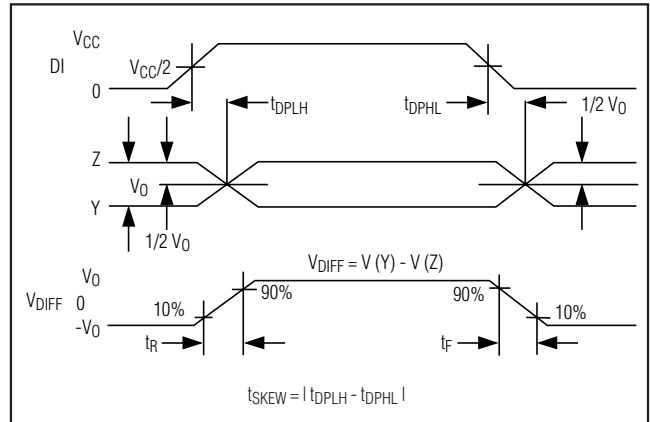 VCC
DI
VCC/2
0
tDPLH
tDPHL
1/2 VO
Z
VO
Y
1/2 VO
VDIFF = V (Y) - V (Z)
VO
VDIFF 0
-VO
10%
90%
90%
10%
tR
tF
tSKEW = | tDPLH - tDPHL |